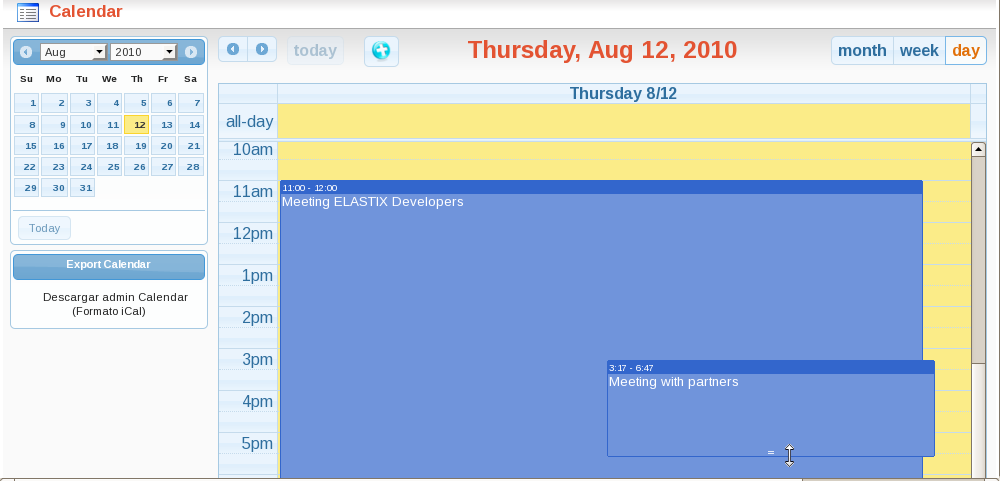 Calendar
Aug 2010
Su Mo Tu We Th Fr Sa
1 2 3 4 5 6 7
8 9 10 11 12 13 14
15 16 17 18 19 20 21
22 23 24 25 26 27 28
29 30 31
Today
Export Calendar
Descargar admin Calendar
(Formato iCal)
today
Thursday, Aug 12, 2010
month week day
Thursday 8/12
all-day
10am
11am
12pm
1pm
2pm
3pm
4pm
5pm
11:00 - 12:00
Meeting ELASTIX Developers
3:17 - 6:47
Meeting with partners